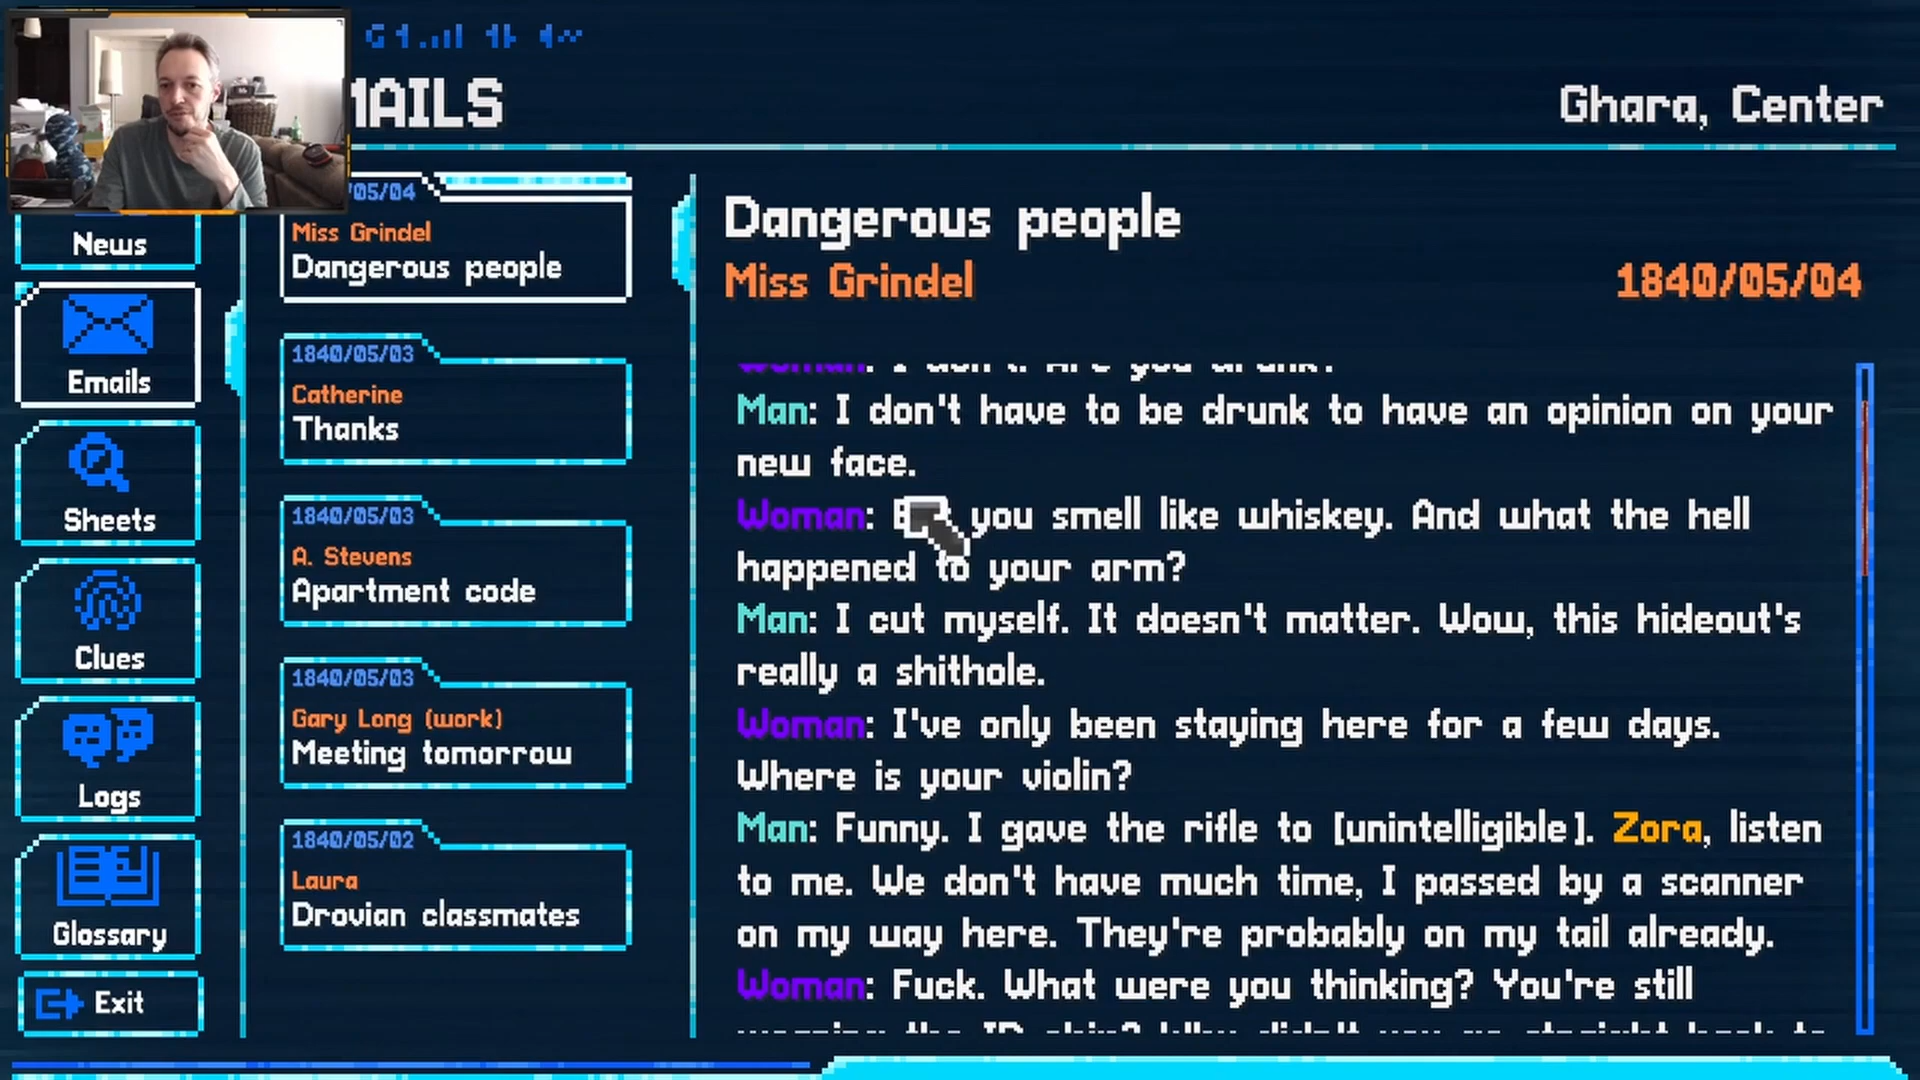 MAILS
Ghara, Center
News
Emails
Sheets
Clues
Logs
Glossary
Exit
/05/04
Miss Grindel
Dangerous people
1840/05/03
Catherine
Thanks
1840/05/03
A. Stevens
Apartment code
1840/05/03
Gary Long (work)
Meeting tomorrow
1840/05/02
Laura
Drovian classmates
Dangerous people
Miss Grindel
1840/05/04
Woman: I don't. Are you drunk?
Man: I don't have to be drunk to have an opinion on your
new face.
Woman: you smell like whiskey. And what the hell
happened to your arm?
Man: I cut myself. It doesn't matter. Wow, this hideout's
really a shithole.
Woman: I've only been staying here for a few days.
Where is your violin?
Man: Funny. I gave the rifle to [unintelligible]. Zora, listen
to me. We don't have much time, I passed by a scanner
on my way here. They're probably on my tail already.
Woman: Fuck. What were you thinking? You're still